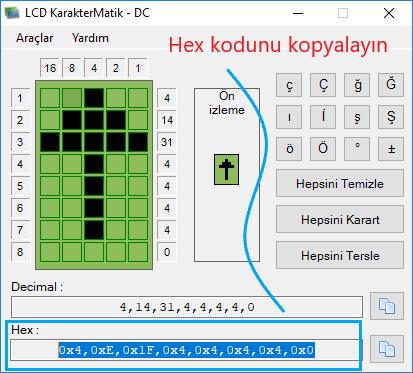 LCD KarakterMatik - DC
Araçlar Yardım
Hex kodunu kopyalayın
16 8 4 2 1
1 4
2 14
3 31
4 4
5 4
6 4
7 4
8 0
Ön
izleme
ç Ç ğ Ğ
ı İ ş Ş
ö Ö ° ±
Hepsini Temizle
Hepsini Karart
Hepsini Tersle
Decimal :
4,14,31,4,4,4,4,0
Hex :
0x4,0xE,0x1F,0x4,0x4,0x4,0x4,0x0